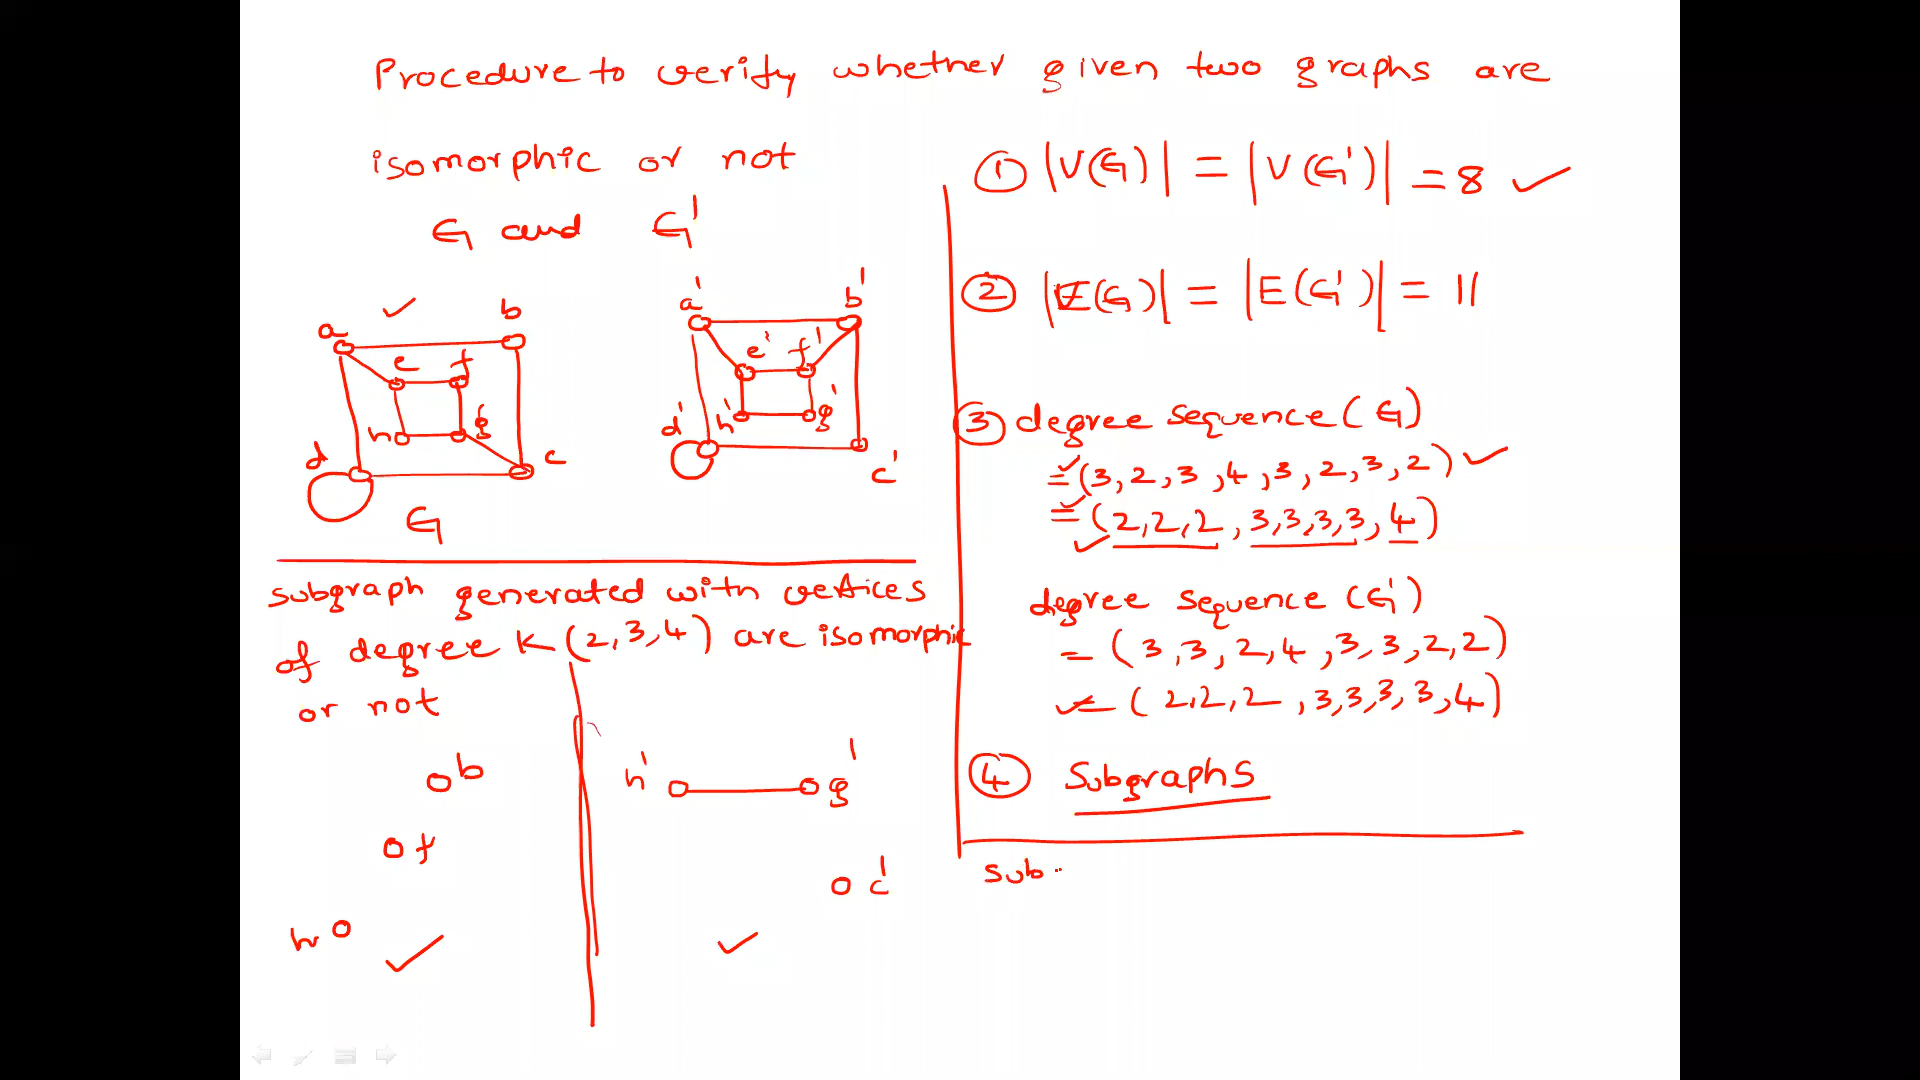 Procedure to verify whether given two graphs are
isomorphic or not
G and G'
a b
e f
h g
d c
G
a' b'
e' f'
h' g'
d' c'
subgraph generated with vertices
of degree K (2,3,4) are isomorphic
or not
b
f
h
h' g'
c'
① |V(G)| = |V(G')| = 8 ✓
② |E(G)| = |E(G')| = 11
③ degree sequence (G)
= (3,2,3,4,3,2,3,2) ✓
= (2,2,2,3,3,3,3,4)
degree sequence (G')
= (3,3,2,4,3,3,2,2)
= (2,2,2,3,3,3,3,4)
④ Subgraphs
sub